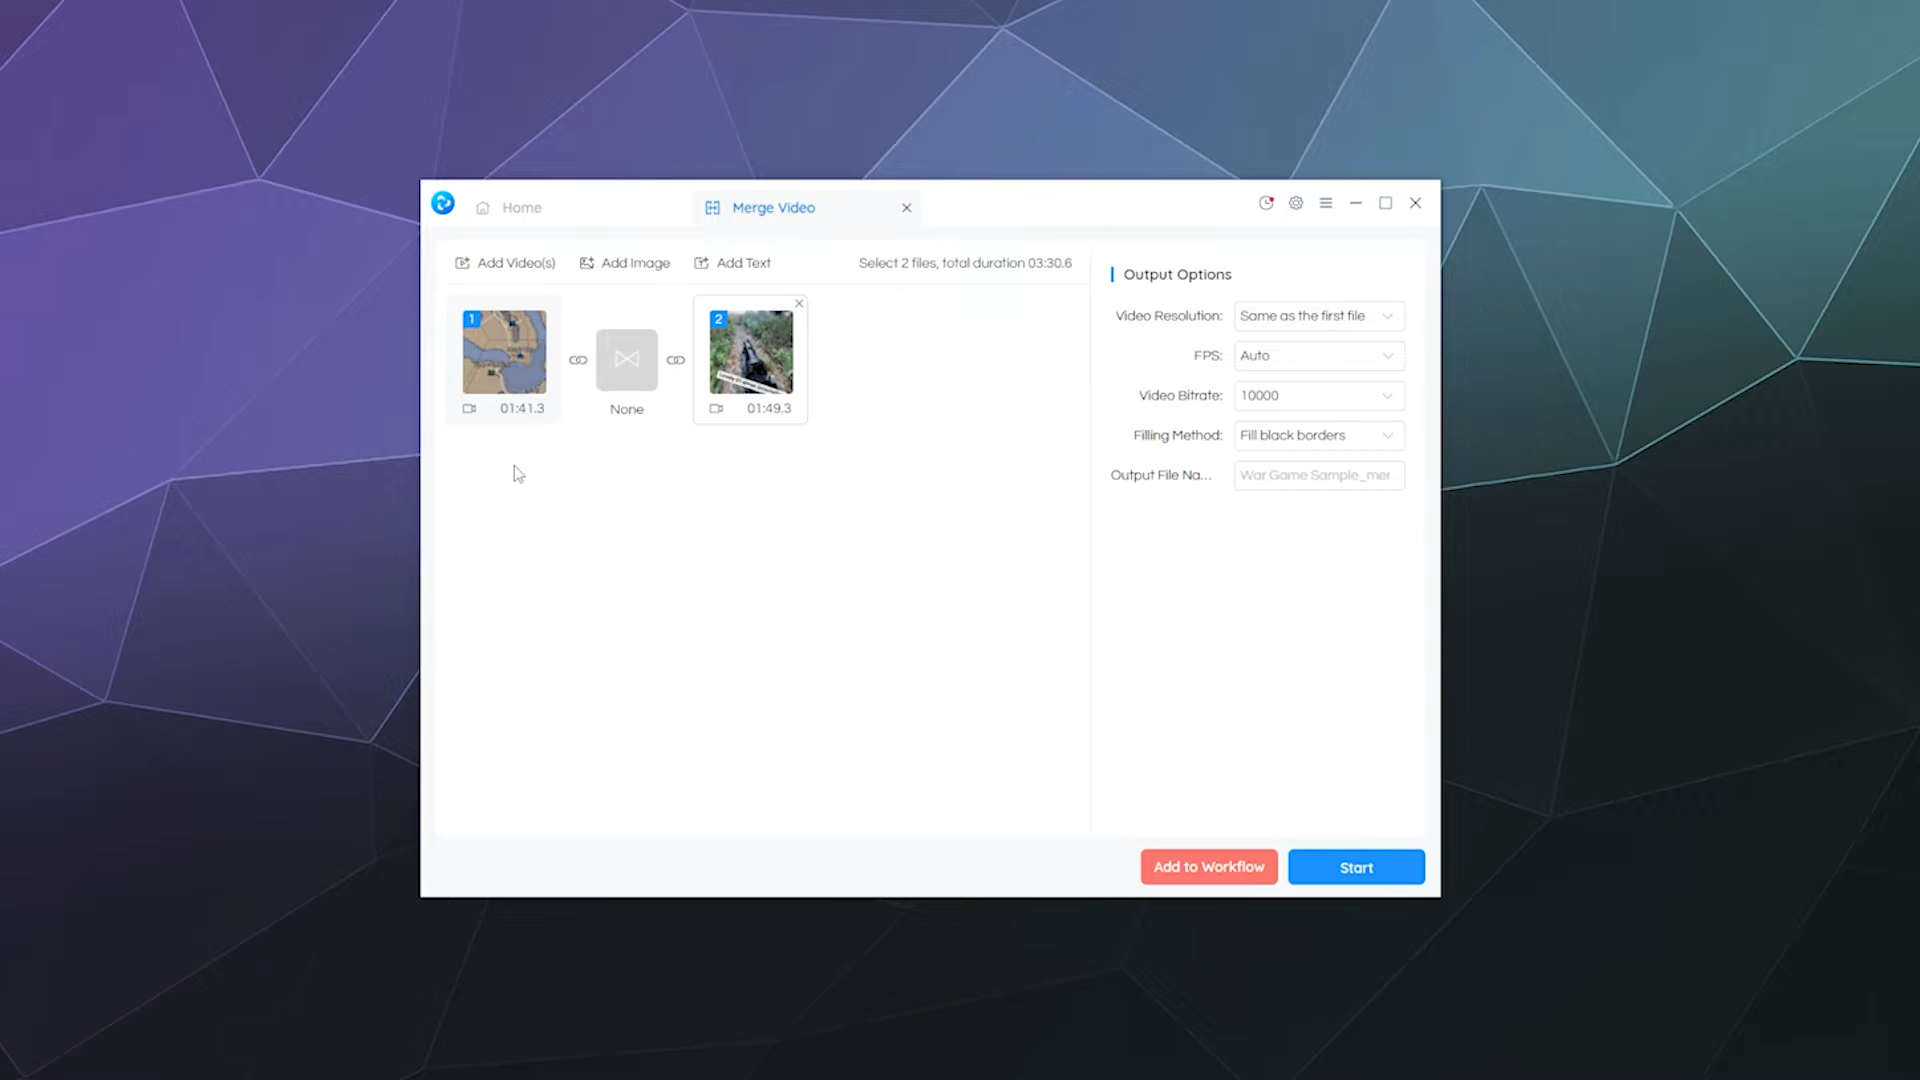 Home
Merge Video
Add Video(s)
Add Image
Add Text
Select 2 files, total duration 03:30.6
1
01:41.3
None
2
01:49.3
Output Options
Video Resolution: Same as the first file
FPS: Auto
Video Bitrate: 10000
Filling Method: Fill black borders
Output File Na... War Game Sample_mer
Add to Workflow
Start